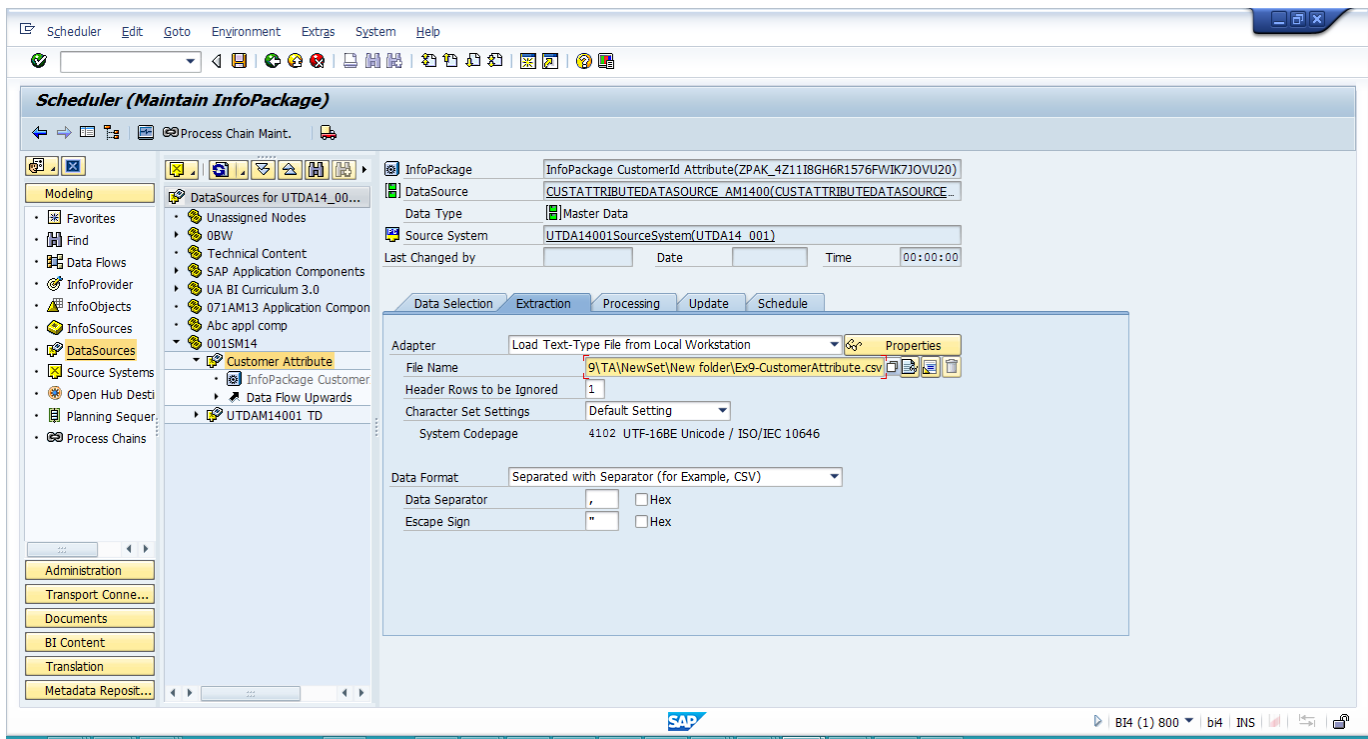 Scheduler Edit Goto Environment Extras System Help
Scheduler (Maintain InfoPackage)
Process Chain Maint.
Modeling
Favorites
Find
Data Flows
InfoProvider
InfoObjects
InfoSources
DataSources
Source Systems
Open Hub Desti
Planning Sequer
Process Chains
Administration
Transport Conne...
Documents
BI Content
Translation
Metadata Reposit...
DataSources for UTDA14_00...
Unassigned Nodes
0BW
Technical Content
SAP Application Components
UA BI Curriculum 3.0
071AM13 Application Compon
Abc appl comp
001SM14
Customer Attribute
InfoPackage Customer
Data Flow Upwards
UTDAM14001 TD
InfoPackage InfoPackage CustomerId Attribute(ZPAK_4Z11I8GH6R1576FWIK7JOVU20)
DataSource CUSTATTRIBUTEDATASOURCE_AM1400(CUSTATTRIBUTEDATASOURCE_
Data Type Master Data
Source System UTDA14001SourceSystem(UTDA14_001)
Last Changed by Date Time 00:00:00
Data Selection Extraction Processing Update Schedule
Adapter Load Text-Type File from Local Workstation Properties
File Name 9\TA\NewSet\New folder\Ex9-CustomerAttribute.csv
Header Rows to be Ignored 1
Character Set Settings Default Setting
System Codepage 4102 UTF-16BE Unicode / ISO/IEC 10646
Data Format Separated with Separator (for Example, CSV)
Data Separator , Hex
Escape Sign " Hex
SAP
BI4 (1) 800 bi4 INS